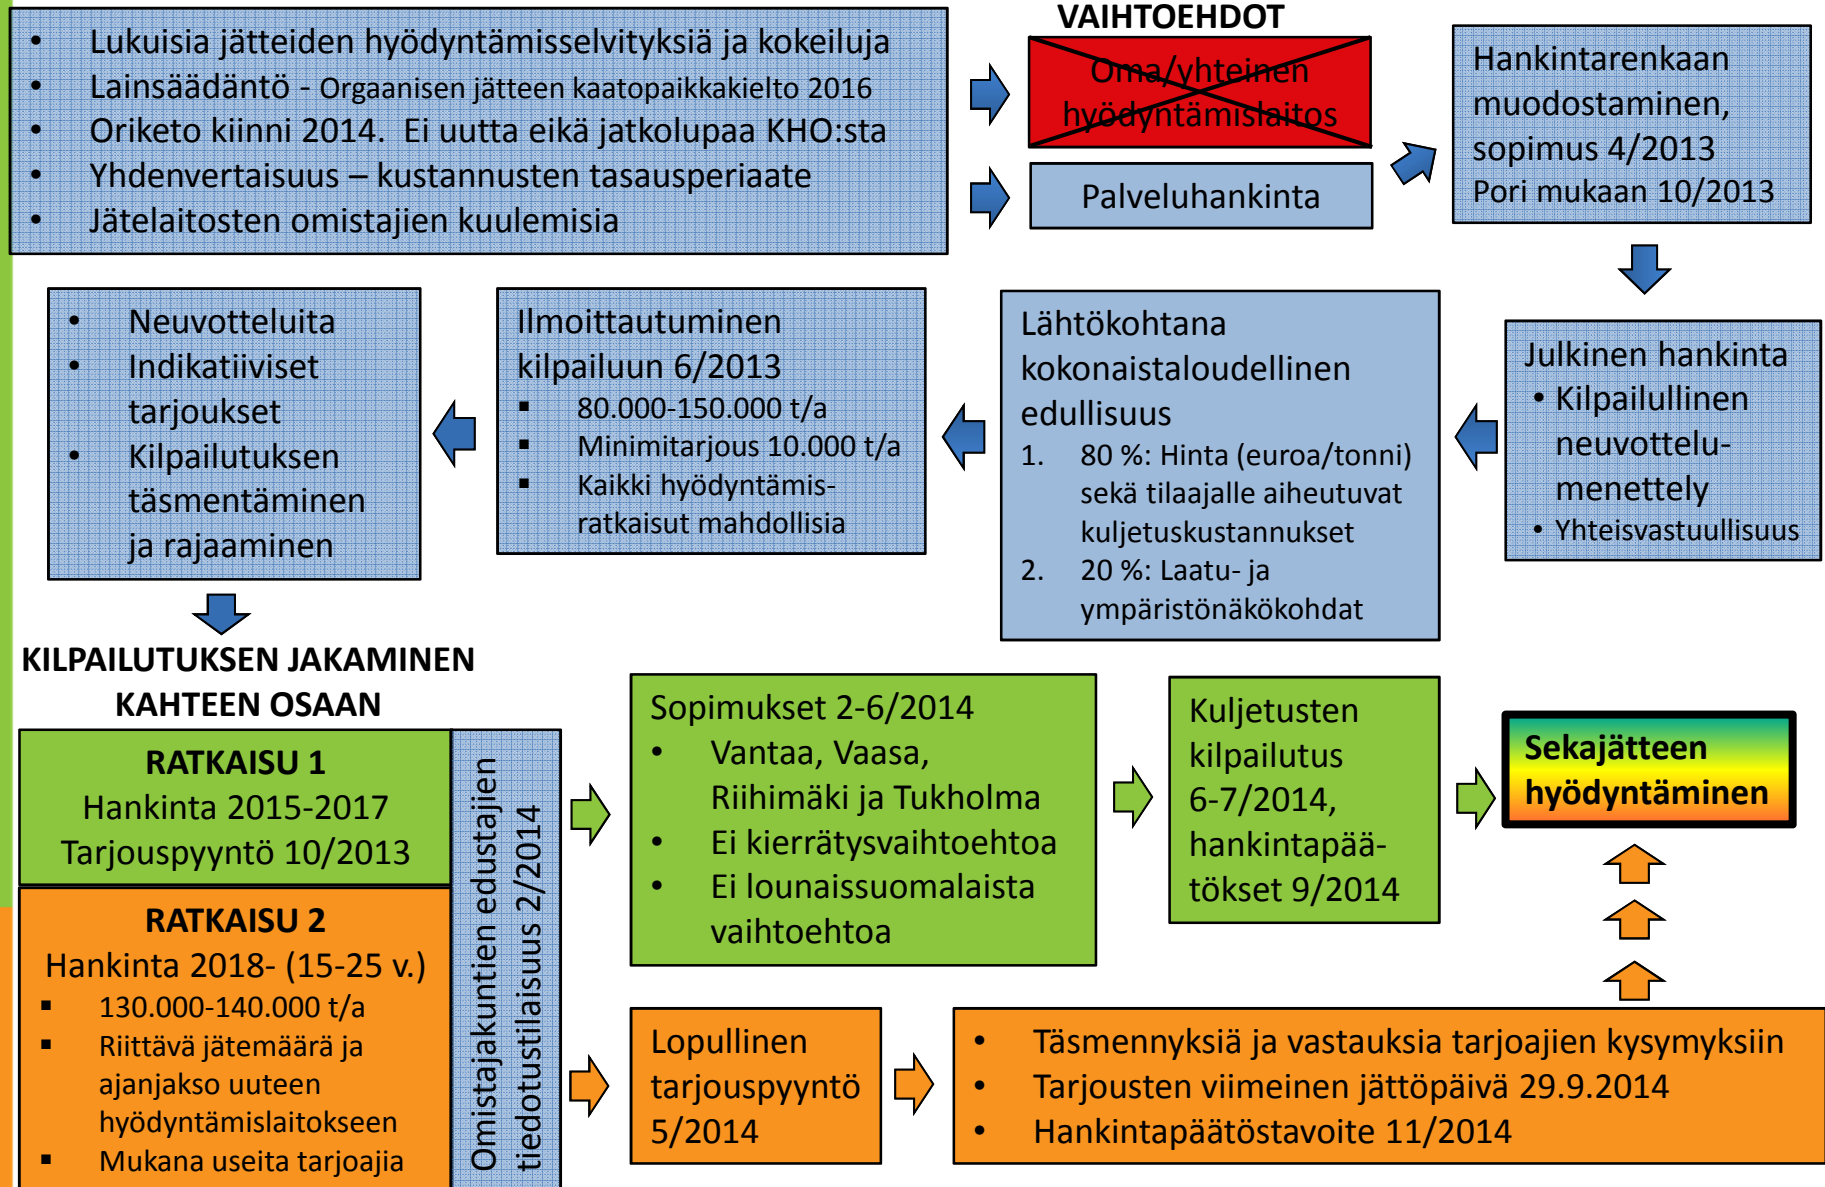 • Lukuisia jätteiden hyödyntämisselvityksiä ja kokeiluja
• Lainsäädäntö - Orgaanisen jätteen kaatopaikkakielto 2016
• Oriketo kiinni 2014. Ei uutta eikä jatkolupaa KHO:sta
• Yhdenvertaisuus – kustannusten tasausperiaate
• Jätelaitosten omistajien kuulemisia
VAIHTOEHDOT
Oma/yhteinen
hyödyntämislaitos
Palveluhankinta
Hankintarenkaan
muodostaminen,
sopimus 4/2013
Pori mukaan 10/2013
Julkinen hankinta
• Kilpailullinen
neuvottelu-
menettely
• Yhteisvastuullisuus
Lähtökohtana
kokonaistaloudellinen
edullisuus
1. 80 %: Hinta (euroa/tonni)
sekä tilaajalle aiheutuvat
kuljetuskustannukset
2. 20 %: Laatu- ja
ympäristönäkökohdat
Ilmoittautuminen
kilpailuun 6/2013
▪ 80.000-150.000 t/a
▪ Minimitarjous 10.000 t/a
▪ Kaikki hyödyntämis-
ratkaisut mahdollisia
• Neuvotteluita
• Indikatiiviset
tarjoukset
• Kilpailutuksen
täsmentäminen
ja rajaaminen
KILPAILUTUKSEN JAKAMINEN
KAHTEEN OSAAN
RATKAISU 1
Hankinta 2015-2017
Tarjouspyyntö 10/2013
RATKAISU 2
Hankinta 2018- (15-25 v.)
▪ 130.000-140.000 t/a
▪ Riittävä jätemäärä ja
ajanjakso uuteen
hyödyntämislaitokseen
▪ Mukana useita tarjoajia
Omistajakuntien edustajien
tiedotustilaisuus 2/2014
Sopimukset 2-6/2014
• Vantaa, Vaasa,
Riihimäki ja Tukholma
• Ei kierrätysvaihtoehtoa
• Ei lounaissuomalaista
vaihtoehtoa
Kuljetusten
kilpailutus
6-7/2014,
hankintapää-
tökset 9/2014
Sekajätteen
hyödyntäminen
Lopullinen
tarjouspyyntö
5/2014
• Täsmennyksiä ja vastauksia tarjoajien kysymyksiin
• Tarjousten viimeinen jättöpäivä 29.9.2014
• Hankintapäätöstavoite 11/2014